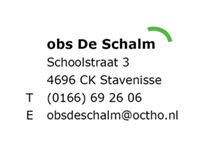 obs De Schalm
Schoolstraat 3
4696 CK Stavenisse
T (0166) 69 26 06
E obsdeschalm@octho.nl